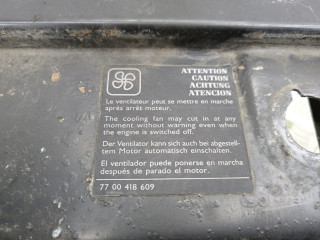 ATTENTION
CAUTION
ACHTUNG
ATENCION
Le ventilateur peut se mettre en marche
après arrêt moteur.
The cooling fan may cut in at any
moment without warning even when
the engine is switched off.
Der Ventilator kann sich auch bei abgestell-
tem Motor automatisch einschalten.
El ventilador puede ponerse en marcha
después de parado el motor.
77 00 418 609